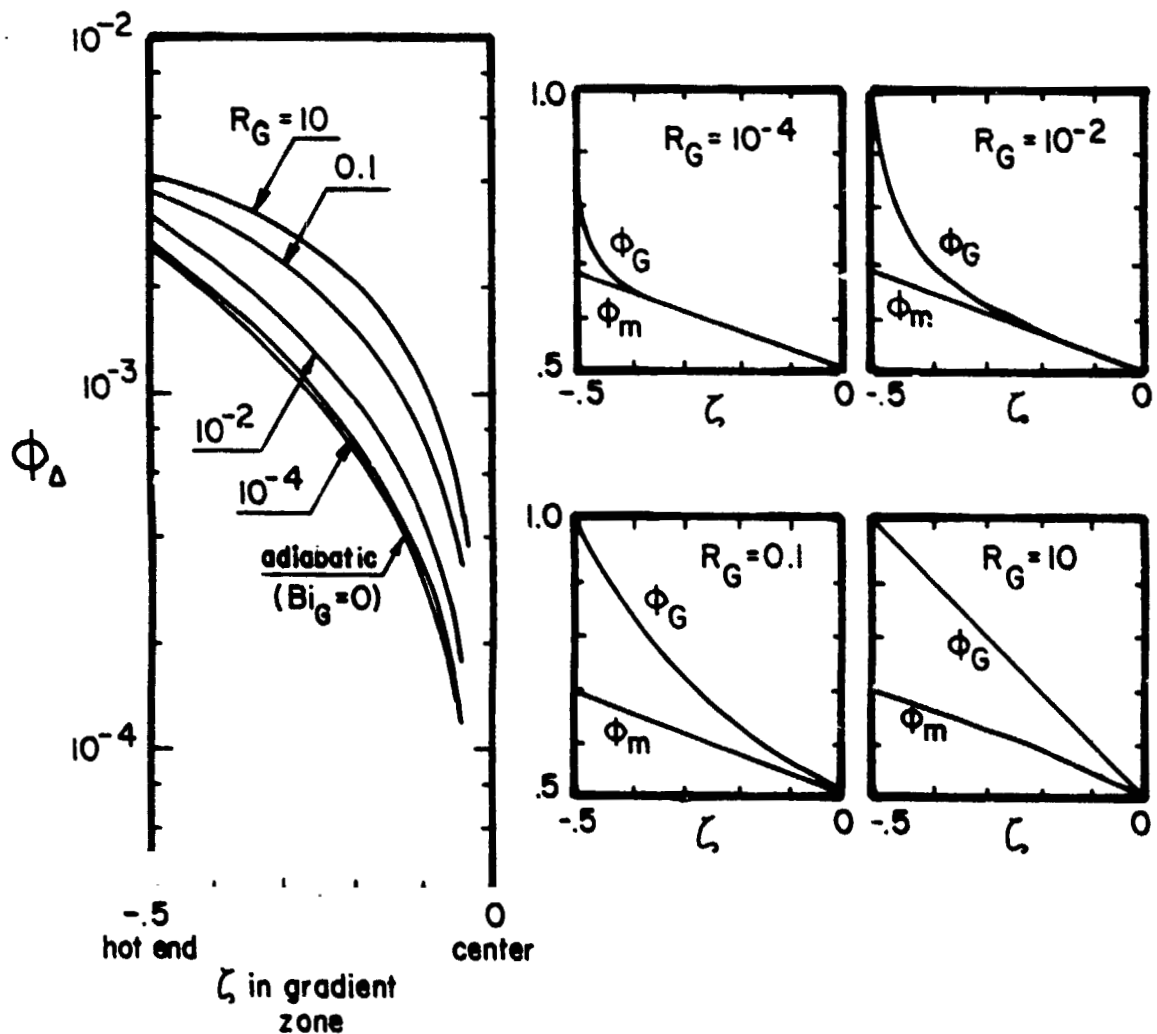 10⁻²
R_G = 10
0.1
10⁻³
10⁻²
10⁻⁴
ϕ_Δ
adiabatic
(Bi_G=0)
10⁻⁴
-.5
0
hot end
center
ζ in gradient
zone
1.0
R_G = 10⁻⁴
ϕ_G
ϕ_m
.5
-.5
ζ
0
R_G = 10⁻²
ϕ_G
ϕ_m
-.5
ζ
0
1.0
R_G = 0.1
ϕ_G
ϕ_m
.5
-.5
ζ
0
R_G = 10
ϕ_G
ϕ_m
-.5
ζ
0